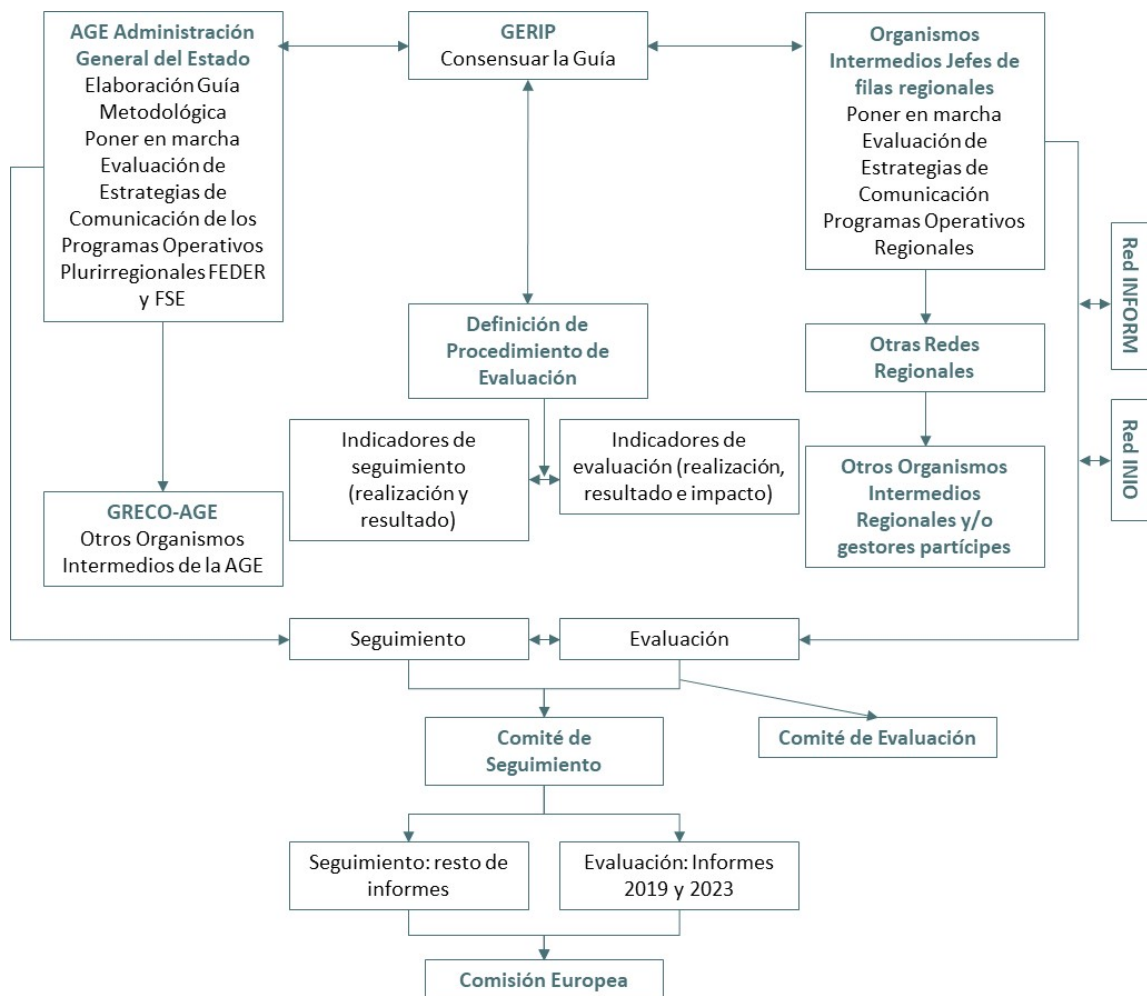 AGE Administración
General del Estado
Elaboración Guía
Metodológica
Poner en marcha
Evaluación de
Estrategias de
Comunicación de los
Programas Operativos
Plurirregionales FEDER
y FSE
GERIP
Consensuar la Guía
Organismos
Intermedios Jefes de
filas regionales
Poner en marcha
Evaluación de
Estrategias de
Comunicación
Programas Operativos
Regionales
Red INFORM
Definición de
Procedimiento de
Evaluación
Otras Redes
Regionales
Red INIO
Indicadores de
seguimiento
(realización y
resultado)
Indicadores de
evaluación (realización,
resultado e impacto)
Otros Organismos
Intermedios
Regionales y/o
gestores partícipes
GRECO-AGE
Otros Organismos
Intermedios de la AGE
Seguimiento
Evaluación
Comité de
Seguimiento
Comité de Evaluación
Seguimiento: resto de
informes
Evaluación: Informes
2019 y 2023
Comisión Europea